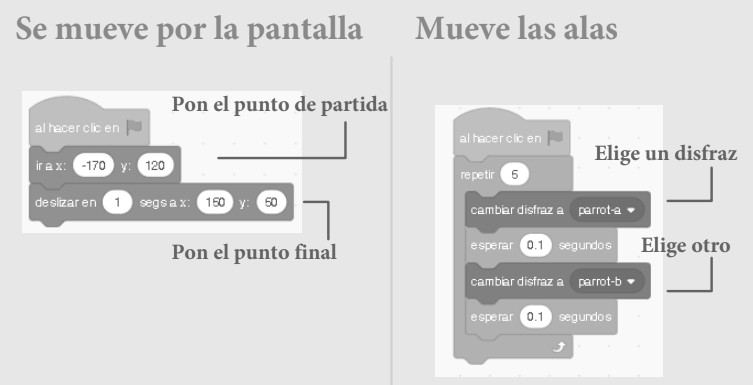 Se mueve por la pantalla
Pon el punto de partida
al hacer clic en
ir a x: -170 y: 120
deslizar en 1 segs a x: 150 y: 50
Pon el punto final
Mueve las alas
al hacer clic en
Elige un disfraz
repetir 5
cambiar disfraz a parrot-a
esperar 0.1 segundos
Elige otro
cambiar disfraz a parrot-b
esperar 0.1 segundos